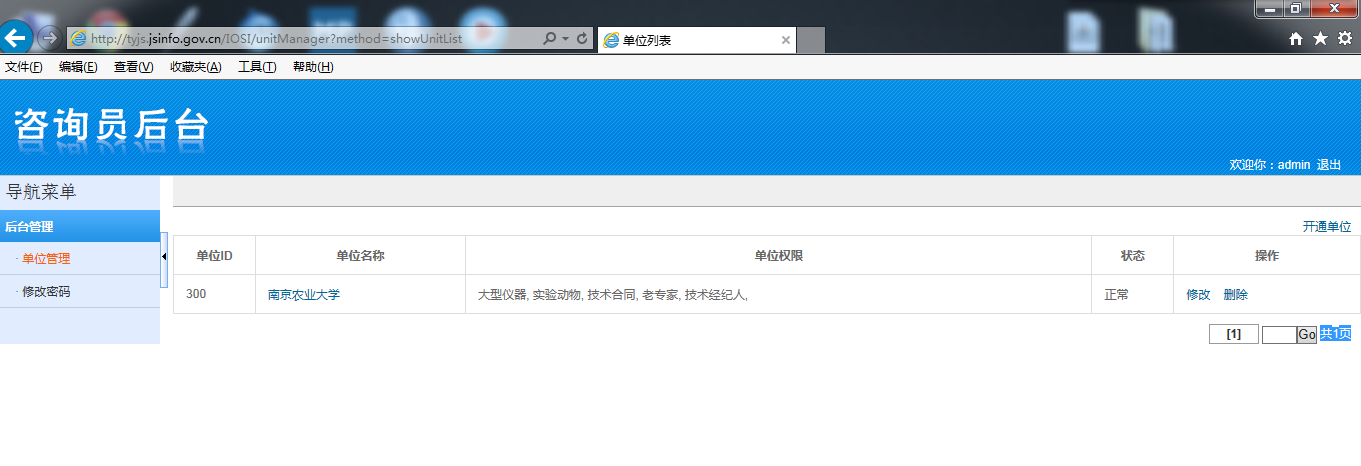 http://tyjs.jsinfo.gov.cn/IOSI/unitManager?method=showUnitList
单位列表
文件(F) 编辑(E) 查看(V) 收藏夹(A) 工具(T) 帮助(H)
咨询员后台
欢迎你：admin 退出
导航菜单
后台管理
· 单位管理
· 修改密码
开通单位
单位ID 单位名称 单位权限 状态 操作
300 南京农业大学 大型仪器, 实验动物, 技术合同, 老专家, 技术经纪人, 正常 修改 删除
[1] Go 共1页